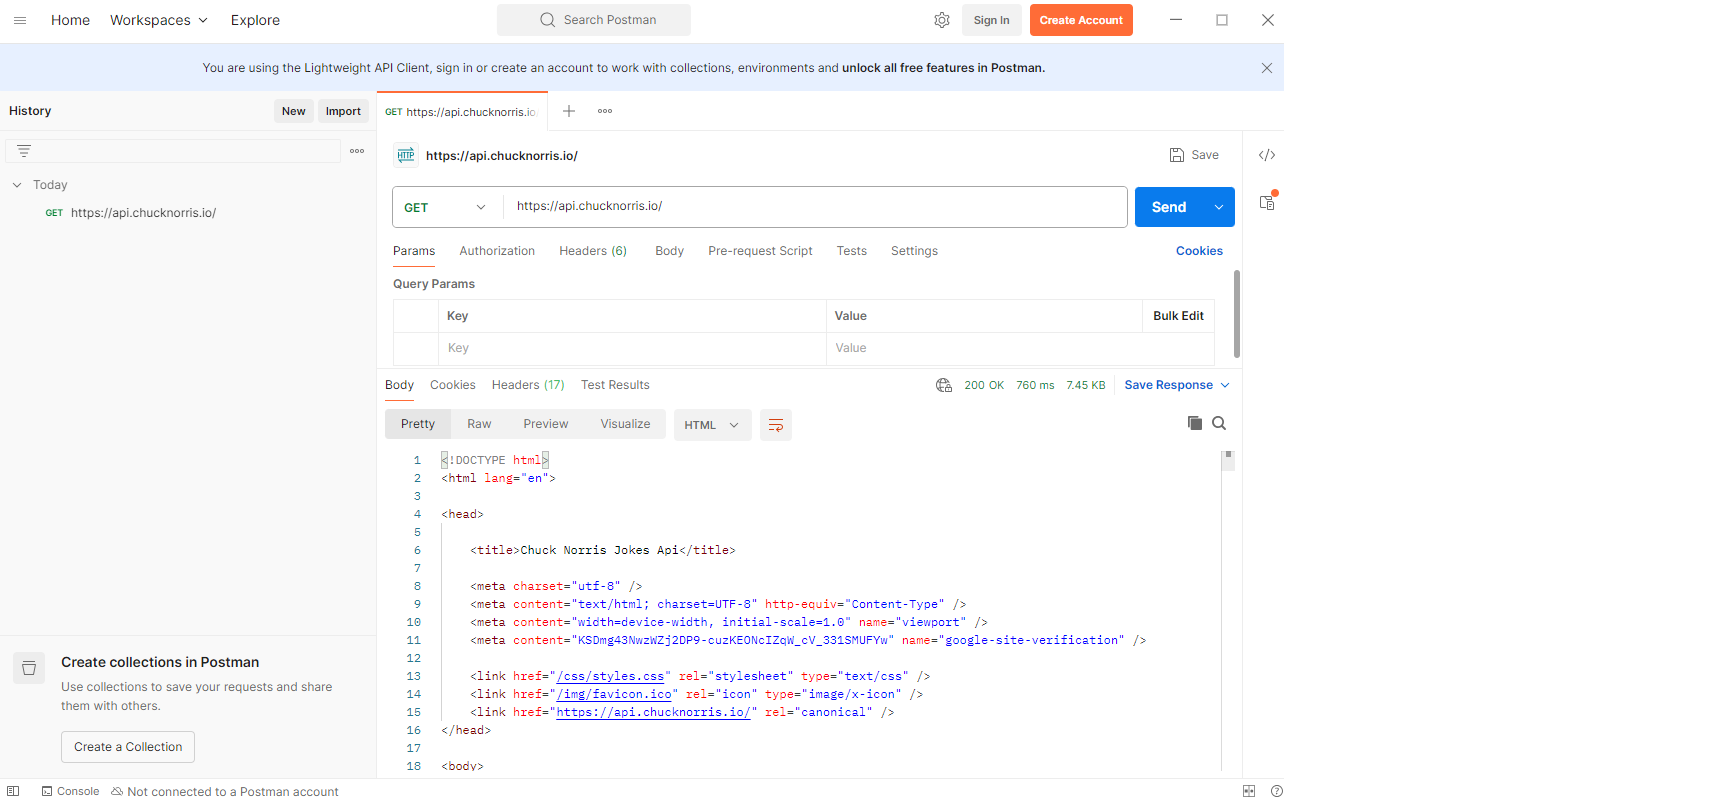 Home Workspaces Explore Search Postman Sign In Create Account
You are using the Lightweight API Client, sign in or create an account to work with collections, environments and unlock all free features in Postman.
History New Import
Today
GET https://api.chucknorris.io/
GET https://api.chucknorris.io/
HTTP https://api.chucknorris.io/ Save
GET https://api.chucknorris.io/ Send
Params Authorization Headers (6) Body Pre-request Script Tests Settings Cookies
Query Params
Key Value Bulk Edit
Key Value
Body Cookies Headers (17) Test Results 200 OK 760 ms 7.45 KB Save Response
Pretty Raw Preview Visualize HTML
1 <!DOCTYPE html>
2 <html lang="en">
3
4 <head>
5
6 <title>Chuck Norris Jokes Api</title>
7
8 <meta charset="utf-8" />
9 <meta content="text/html; charset=UTF-8" http-equiv="Content-Type" />
10 <meta content="width=device-width, initial-scale=1.0" name="viewport" />
11 <meta content="KSDmg43NwzWZj2DP9-cuzKEONcIZqW_cV_331SMUFYw" name="google-site-verification" />
12
13 <link href="/css/styles.css" rel="stylesheet" type="text/css" />
14 <link href="/img/favicon.ico" rel="icon" type="image/x-icon" />
15 <link href="https://api.chucknorris.io/" rel="canonical" />
16 </head>
17
18 <body>
Create collections in Postman
Use collections to save your requests and share
them with others.
Create a Collection
Console Not connected to a Postman account